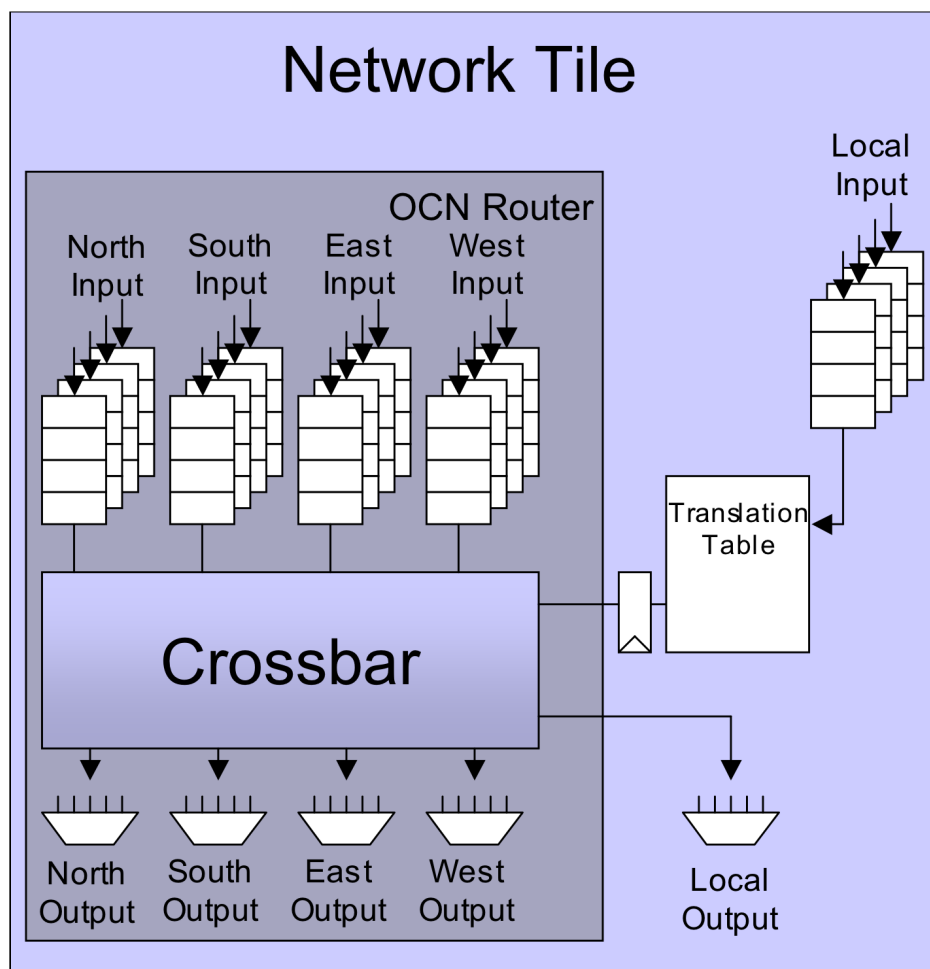 Network Tile
Local
Input
OCN Router
North
Input
South
Input
East
Input
West
Input
Translation
Table
Crossbar
North
Output
South
Output
East
Output
West
Output
Local
Output